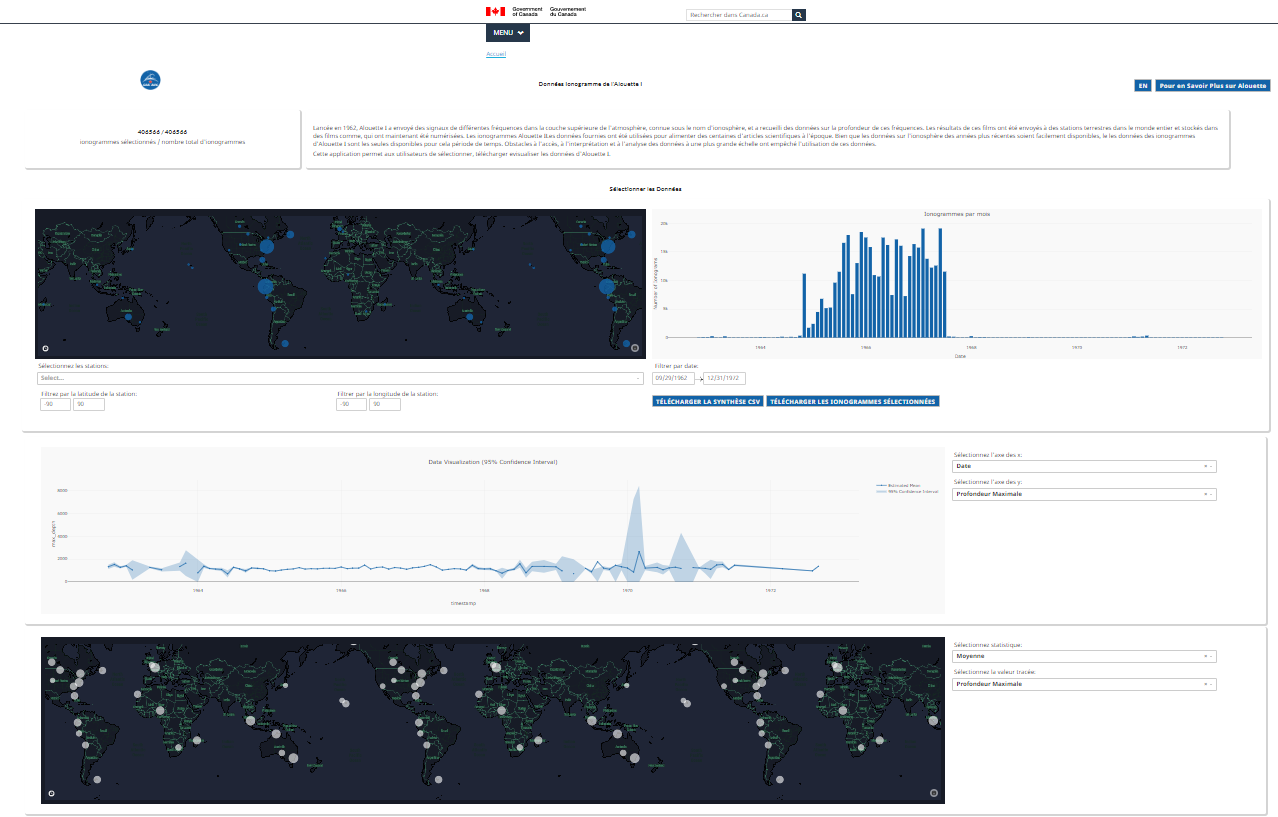 Government of Canada
Gouvernement du Canada
Rechercher dans Canada.ca
MENU
Accueil
Données Ionogramme de l'Alouette I
EN
Pour en Savoir Plus sur Alouette
406566 / 406566
ionogrammes sélectionnés / nombre total d'ionogrammes
Lancée en 1962, Alouette I a envoyé des signaux de différentes fréquences dans la couche supérieure de l'atmosphère, connue sous le nom d'ionosphère, et a recueilli des données sur la profondeur de ces fréquences. Les résultats de ces films ont été envoyés à des stations terrestres dans le monde entier et stockés dans
des films comme, qui ont maintenant été numérisées. Les ionogrammes Alouette ILes données fournies ont été utilisées pour alimenter des centaines d'articles scientifiques à l'époque. Bien que les données sur l'ionosphère des années plus récentes soient disponibles, le les données des ionogrammes
d'Alouette I sont les seules disponibles pour cela période de temps. Obstacles à l'accès, à l'interprétation et à l'analyse des données à une plus grande échelle ont empêché l'utilisation de ces données.
Cette application permet aux utilisateurs de sélectionner, télécharger evisualiser les données d'Alouette I.
Sélectionner les Données
Ionogrammes par mois
20k
15k
10k
5k
0
Number of Ionograms
1964
1966
1968
1970
1972
Date
Sélectionnez les stations:
Select...
Filtrez par la latitude de la station:
-90
90
Filtrer par la longitude de la station:
-90
90
Filtrer par date:
09/29/1962
12/31/1972
TÉLÉCHARGER LA SYNTHÈSE CSV
TÉLÉCHARGER LES IONOGRAMMES SÉLECTIONNÉES
Data Visualization (95% Confidence Interval)
8000
6000
4000
2000
0
max_depth
1964
1966
1968
1970
1972
timestamp
Estimated Mean
95% Confidence Interval
Sélectionnez l'axe des x:
Date
Sélectionnez l'axe des y:
Profondeur Maximale
Sélectionnez statistique:
Moyenne
Sélectionnez la valeur tracée:
Profondeur Maximale